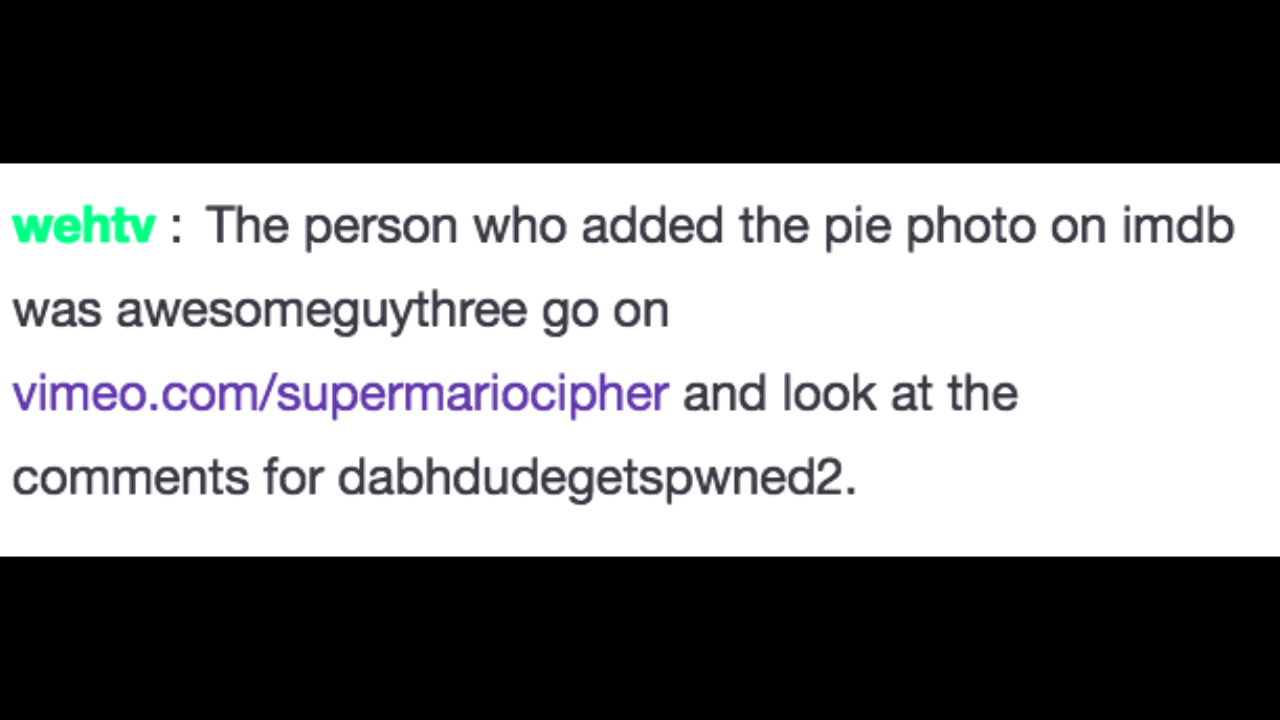 wehtv : The person who added the pie photo on imdb
was awesomeguythree go on
vimeo.com/supermariocipher and look at the
comments for dabhdudegetspwned2.